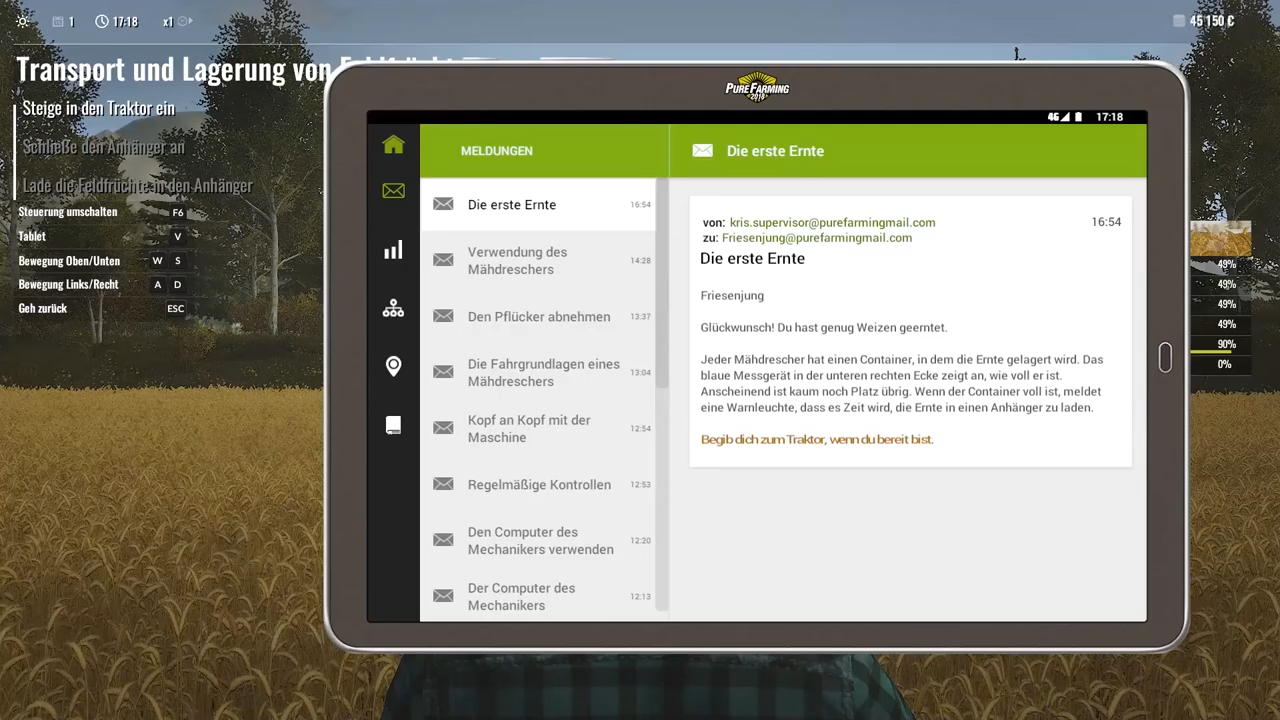 1
17:18
x1
45 150 €
Transport und Lagerung von
Steige in den Traktor ein
Schließe den Anhänger an
Lade die Feldfrüchte in den Anhänger
Steuerung umschalten F6
Tablet V
Bewegung Oben/Unten W S
Bewegung Links/Recht A D
Geh zurück ESC
PURE FARMING
2018
4G 17:18
MELDUNGEN
Die erste Ernte 16:54
Verwendung des
Mähdreschers 14:28
Den Pflücker abnehmen 13:37
Die Fahrgrundlagen eines
Mähdreschers 13:04
Kopf an Kopf mit der
Maschine 12:54
Regelmäßige Kontrollen 12:53
Den Computer des
Mechanikers verwenden 12:20
Der Computer des
Mechanikers 12:13
Die erste Ernte
von: kris.supervisor@purefarmingmail.com 16:54
zu: Friesenjung@purefarmingmail.com
Die erste Ernte
Friesenjung
Glückwunsch! Du hast genug Weizen geerntet.
Jeder Mähdrescher hat einen Container, in dem die Ernte gelagert wird. Das
blaue Messgerät in der unteren rechten Ecke zeigt an, wie voll er ist.
Anscheinend ist kaum noch Platz übrig. Wenn der Container voll ist, meldet
eine Warnleuchte, dass es Zeit wird, die Ernte in einen Anhänger zu laden.
Begib dich zum Traktor, wenn du bereit bist.
49%
49%
49%
49%
90%
0%